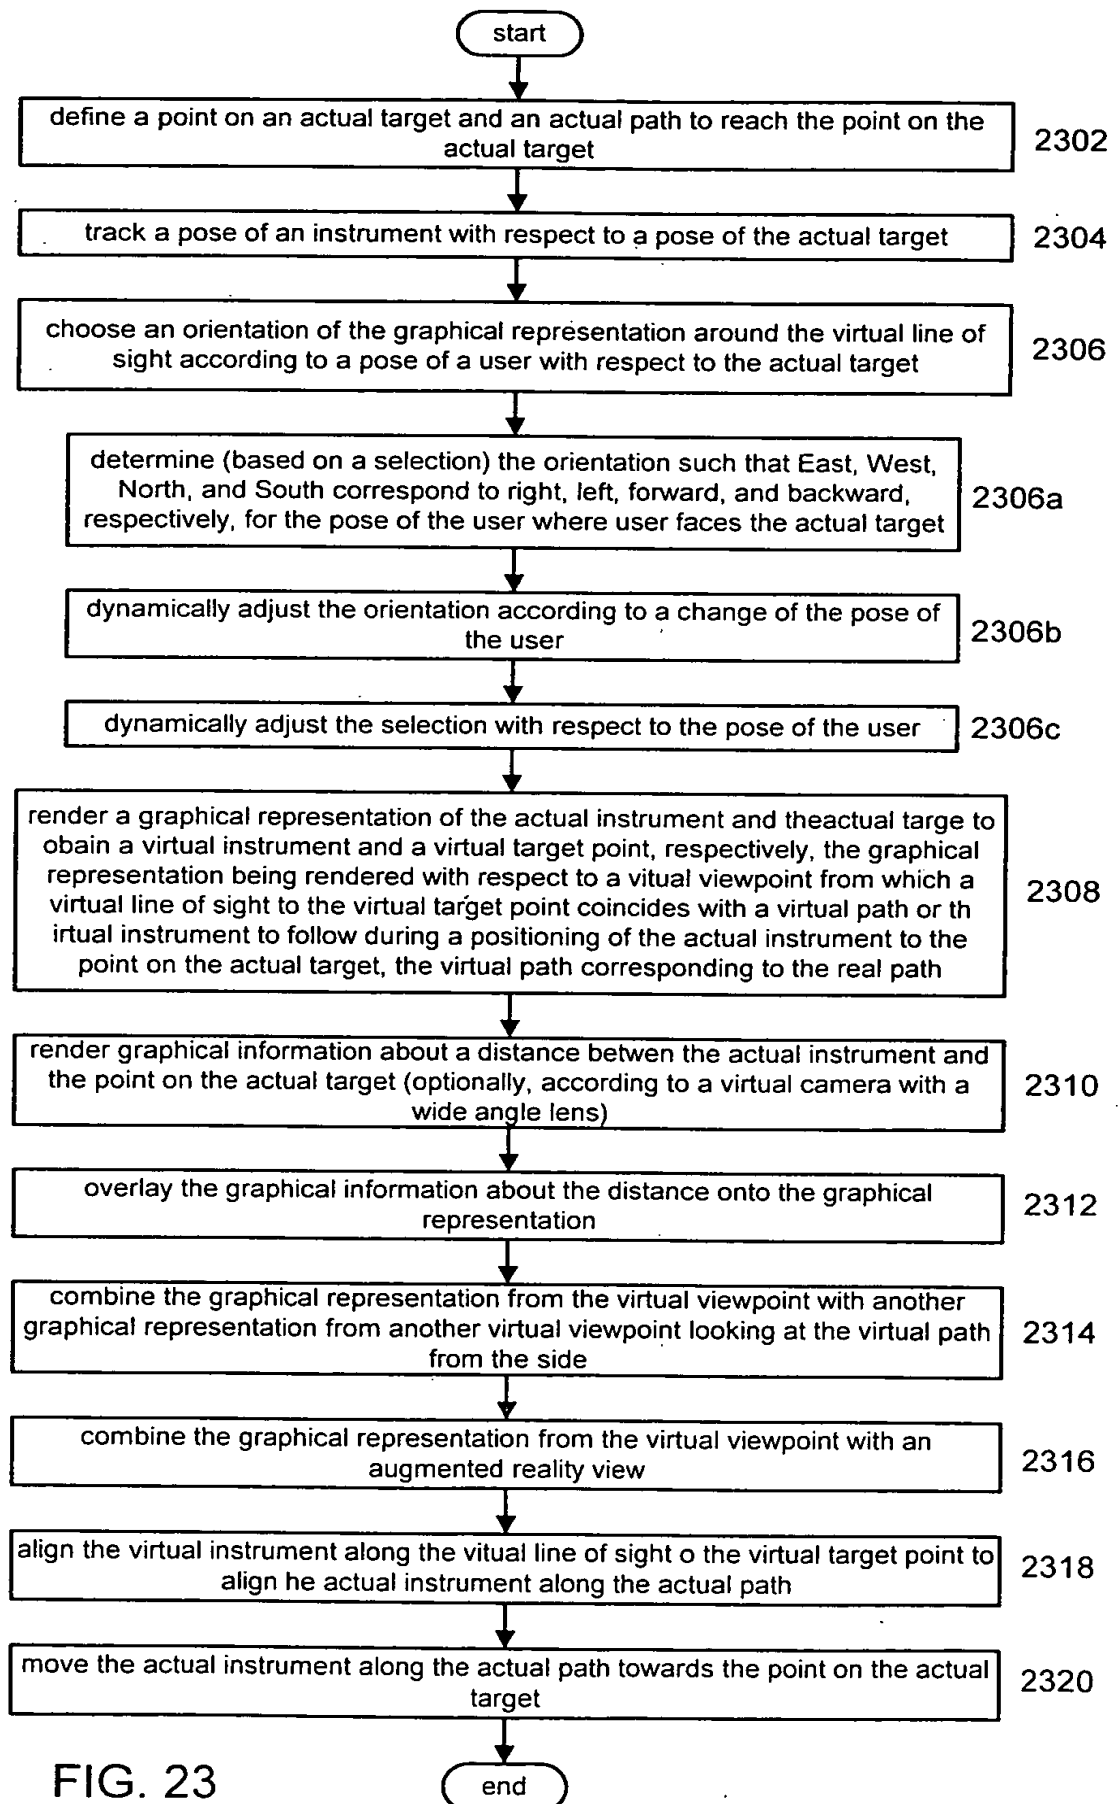 start
define a point on an actual target and an actual path to reach the point on the
actual target
2302
track a pose of an instrument with respect to a pose of the actual target
2304
choose an orientation of the graphical representation around the virtual line of
sight according to a pose of a user with respect to the actual target
2306
determine (based on a selection) the orientation such that East, West,
North, and South correspond to right, left, forward, and backward,
respectively, for the pose of the user where user faces the actual target
2306a
dynamically adjust the orientation according to a change of the pose of
the user
2306b
dynamically adjust the selection with respect to the pose of the user
2306c
render a graphical representation of the actual instrument and theactual targe to
obain a virtual instrument and a virtual target point, respectively, the graphical
representation being rendered with respect to a vitual viewpoint from which a
virtual line of sight to the virtual target point coincides with a virtual path or th
irtual instrument to follow during a positioning of the actual instrument to the
point on the actual target, the virtual path corresponding to the real path
2308
render graphical information about a distance betwen the actual instrument and
the point on the actual target (optionally, according to a virtual camera with a
wide angle lens)
2310
overlay the graphical information about the distance onto the graphical
representation
2312
combine the graphical representation from the virtual viewpoint with another
graphical representation from another virtual viewpoint looking at the virtual path
from the side
2314
combine the graphical representation from the virtual viewpoint with an
augmented reality view
2316
align the virtual instrument along the vitual line of sight o the virtual target point to
align he actual instrument along the actual path
2318
move the actual instrument along the actual path towards the point on the actual
target
2320
FIG. 23
end